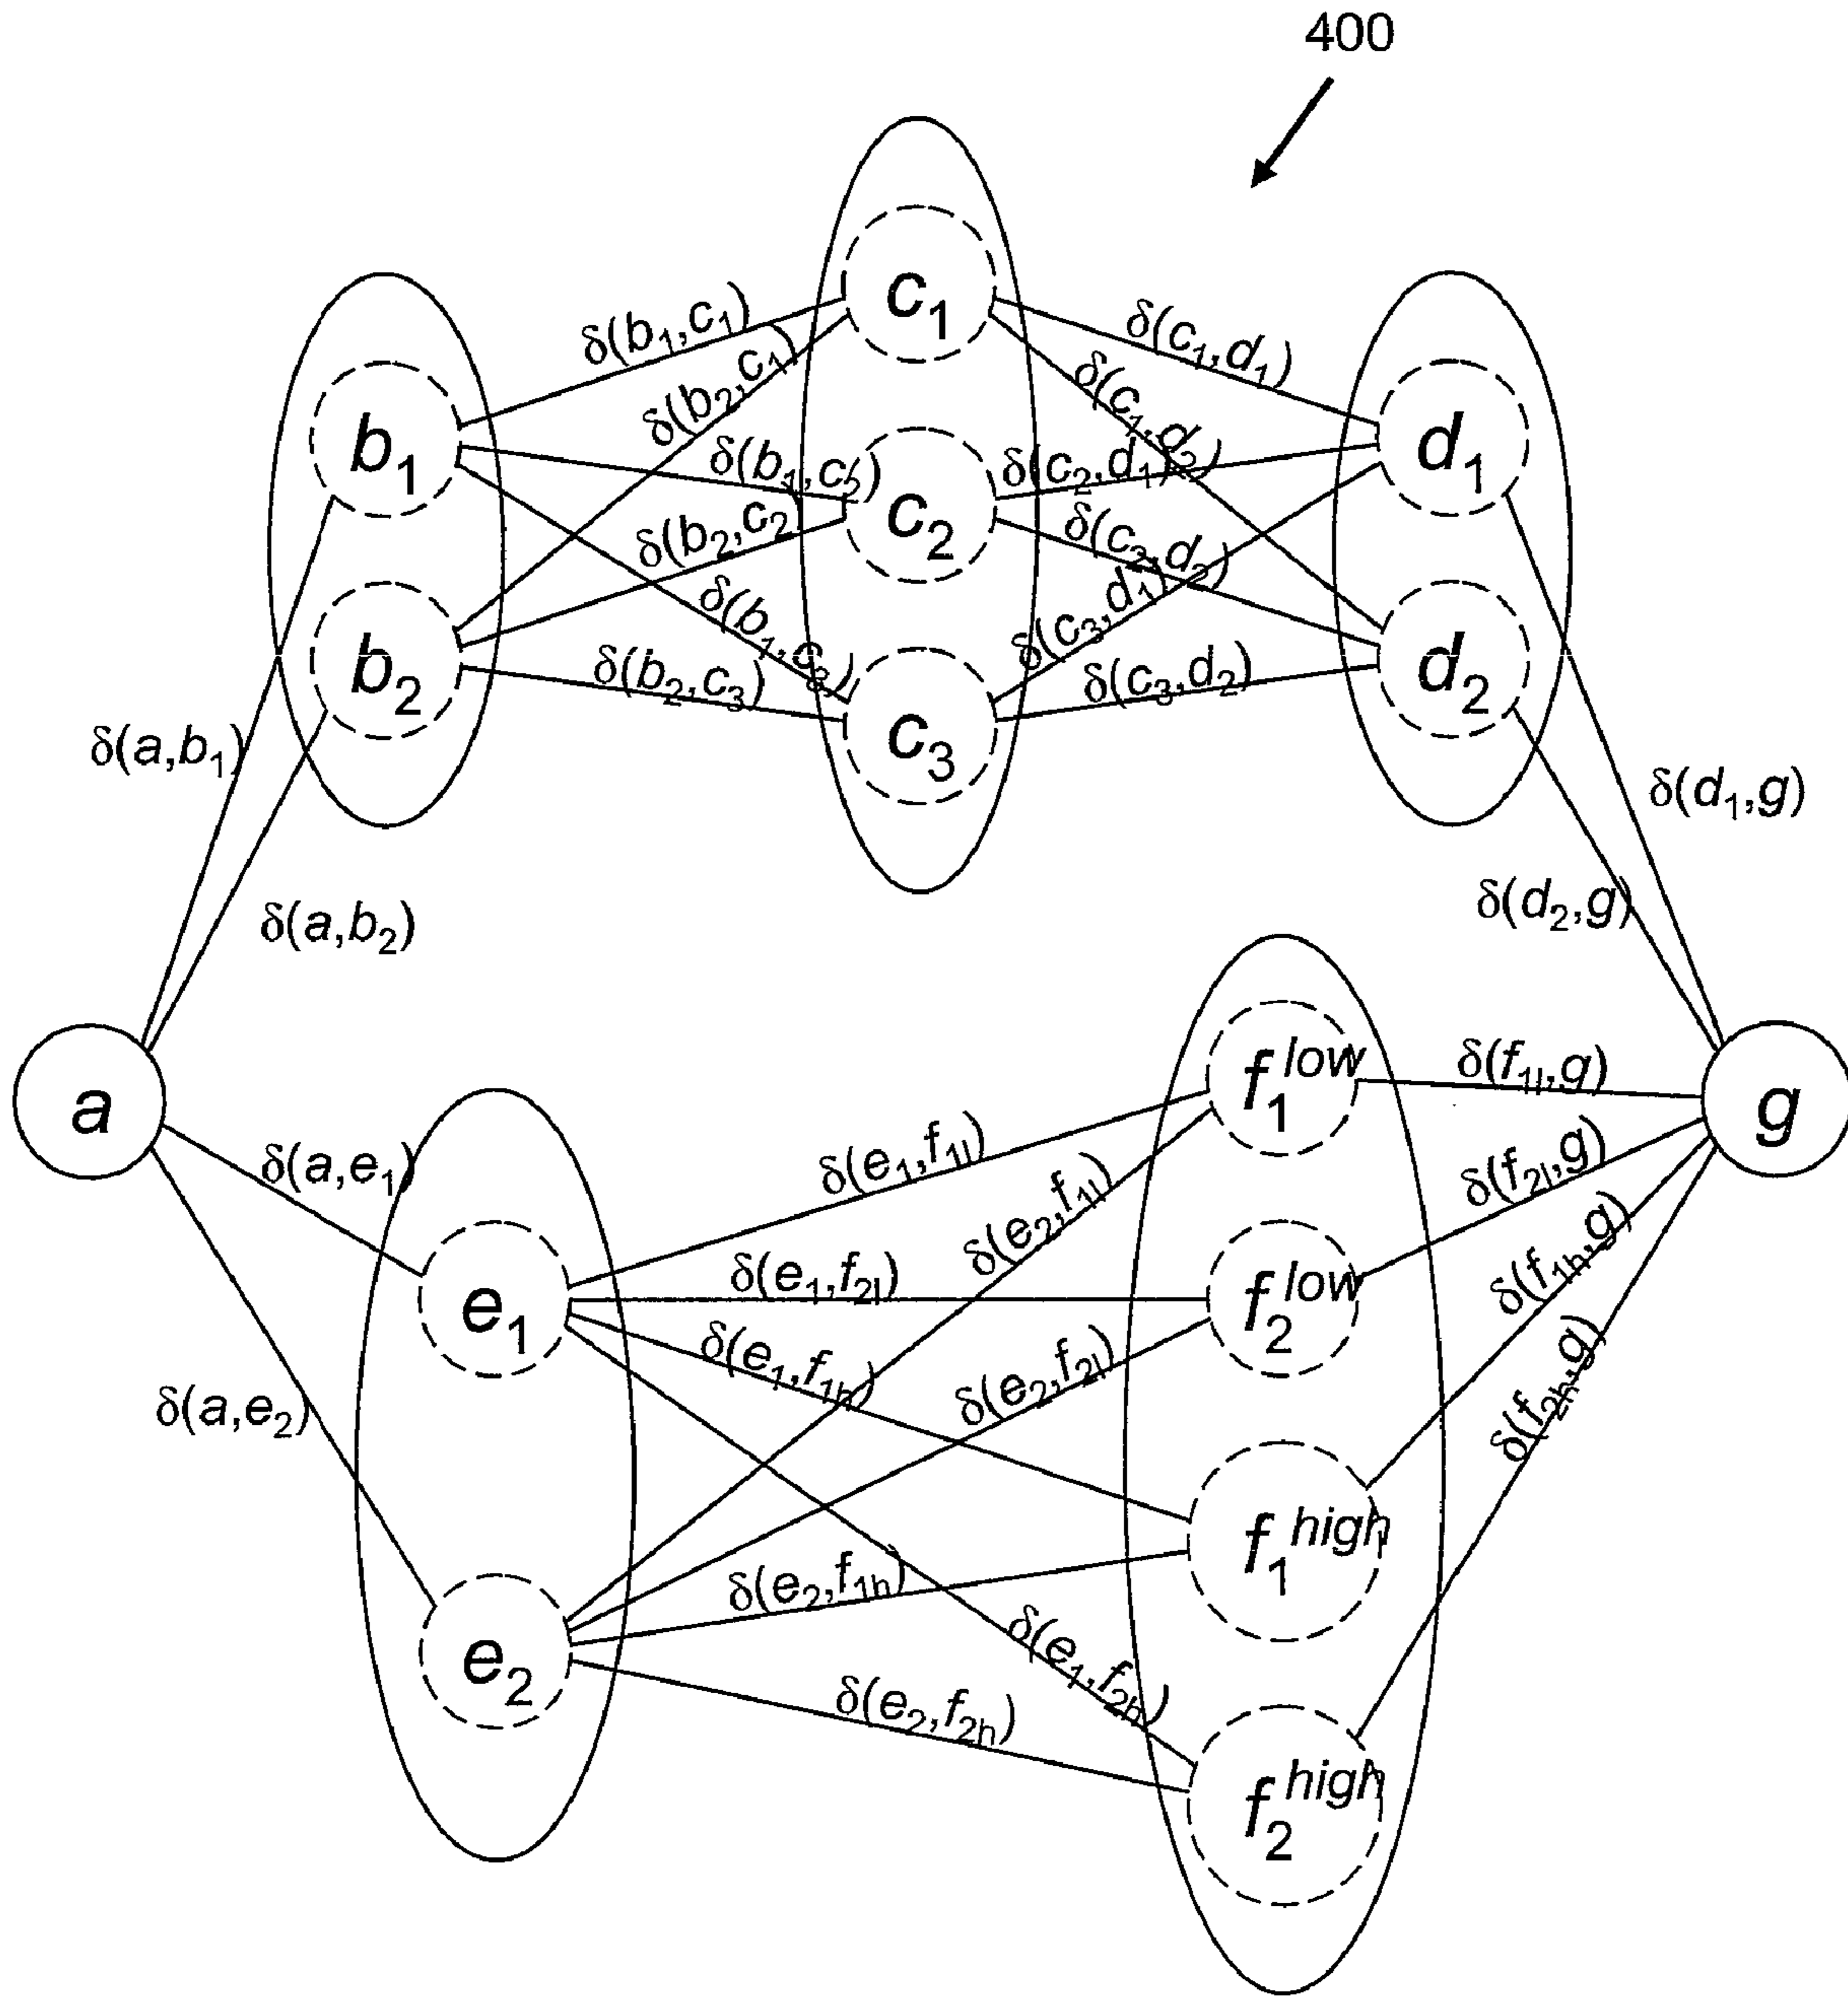 400
c₁
δ(b₁,c₁)
δ(c₁,d₁)
δ(b₂,c₁)
δ(c₁,d₂)
b₁
d₁
δ(b₁,c₂)
δ(c₂,d₁)
c₂
δ(b₂,c₂)
δ(c₂,d₂)
δ(b₁,c₃)
δ(c₃,d₁)
b₂
d₂
δ(b₂,c₃)
δ(c₃,d₂)
c₃
δ(a,b₁)
δ(d₁,g)
δ(a,b₂)
δ(d₂,g)
a
f₁ˡᵒʷ
δ(f₁ₗ,g)
g
δ(a,e₁)
δ(e₁,f₁ₗ)
δ(e₂,f₁ₗ)
δ(f₂ₗ,g)
e₁
δ(e₁,f₂ₗ)
f₂ˡᵒʷ
δ(f₁ₕ,g)
δ(e₁,f₁ₕ)
δ(e₂,f₂ₗ)
δ(f₂ₕ,g)
δ(a,e₂)
f₁ʰⁱᵍʰ
δ(e₂,f₁ₕ)
e₂
δ(e₁,f₂ₕ)
δ(e₂,f₂ₕ)
f₂ʰⁱᵍʰ